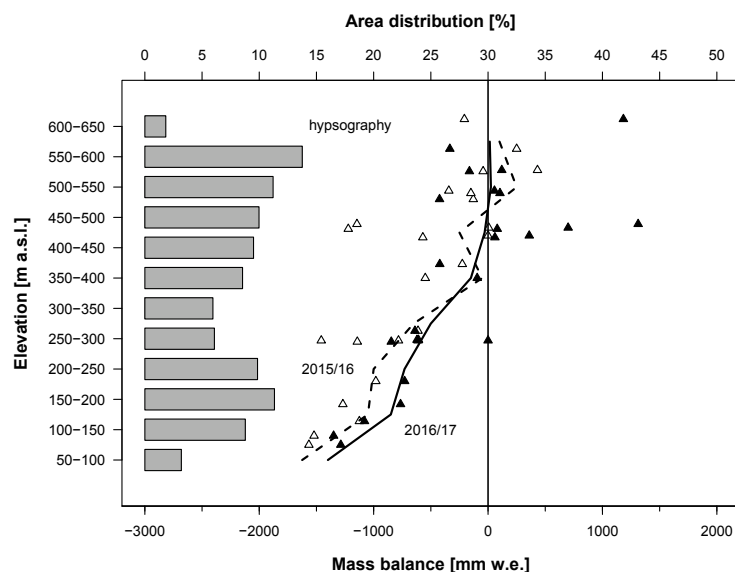 Area distribution [%]
0 5 10 15 20 25 30 35 40 45 50
600−650 hypsography
550−600
500−550
450−500
400−450
350−400
300−350
250−300
200−250 2015/16
150−200
100−150 2016/17
50−100
Elevation [m a.s.l.]
−3000 −2000 −1000 0 1000 2000
Mass balance [mm w.e.]